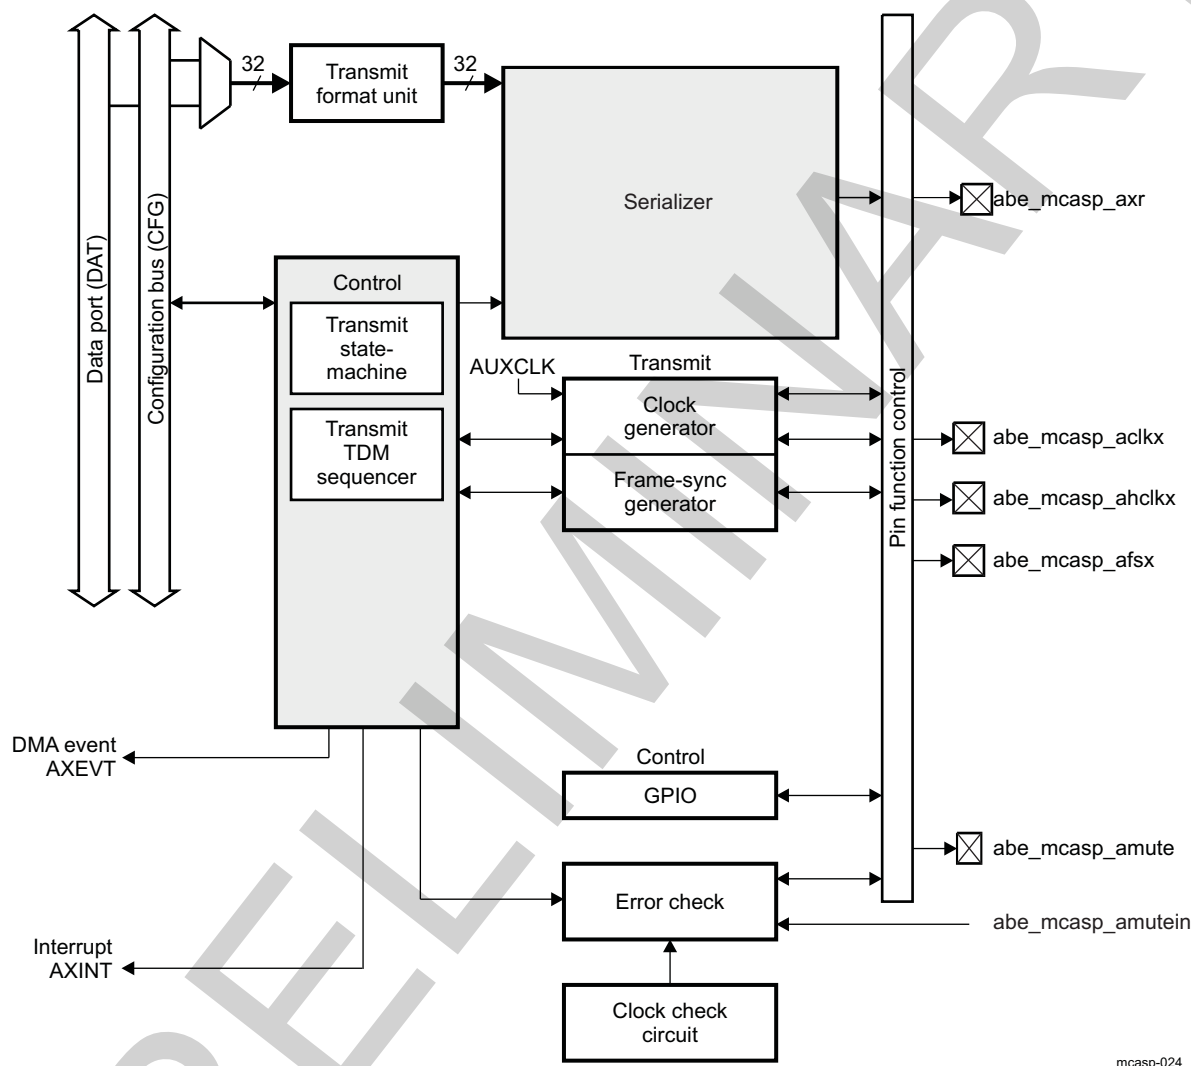 32
32
Transmit
format unit
Serializer
abe_mcasp_axr
Data port (DAT)
Configuration bus (CFG)
Control
Transmit
state-
machine
Transmit
TDM
sequencer
AUXCLK
Transmit
Clock
generator
Frame-sync
generator
Pin function control
abe_mcasp_aclkx
abe_mcasp_ahclkx
abe_mcasp_afsx
DMA event
AXEVT
Control
GPIO
abe_mcasp_amute
Error check
abe_mcasp_amutein
Interrupt
AXINT
Clock check
circuit
mcasp-024
PRELIMINAR